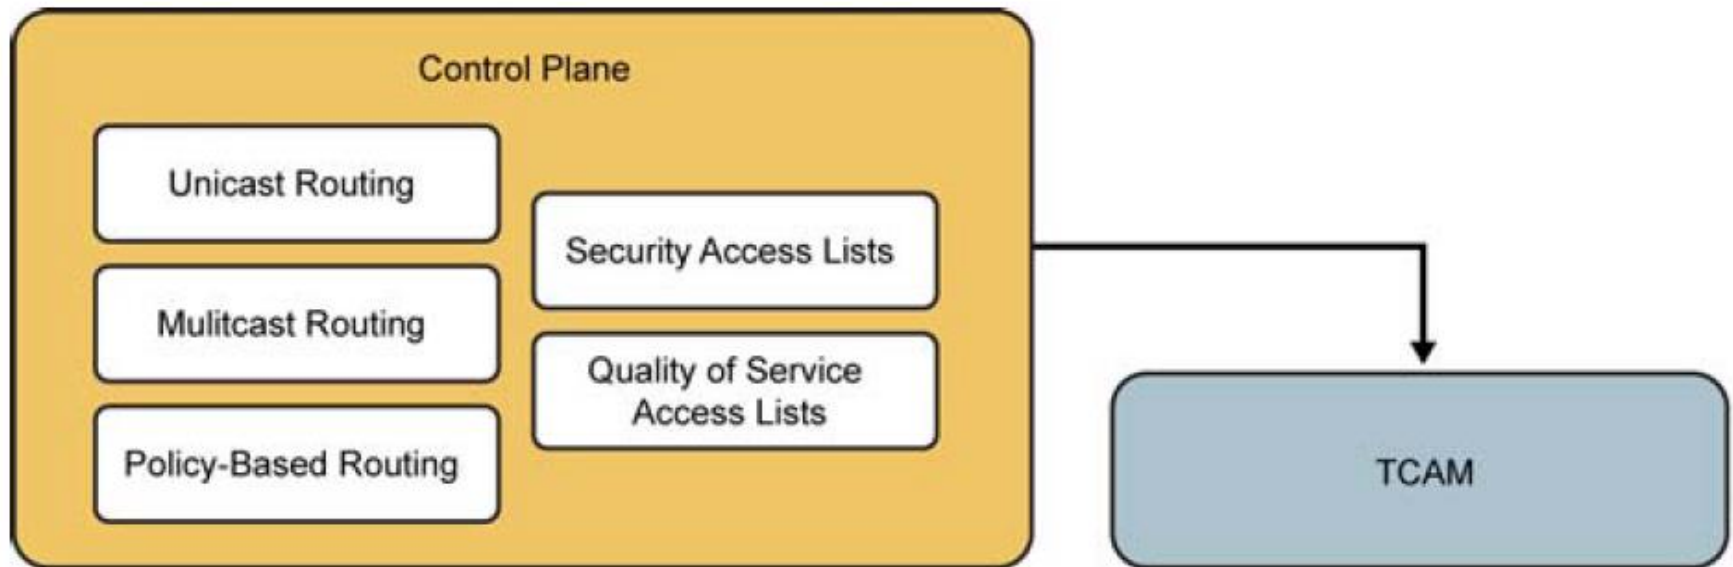 Control Plane
Unicast Routing
Mulitcast Routing
Policy-Based Routing
Security Access Lists
Quality of Service
Access Lists
TCAM